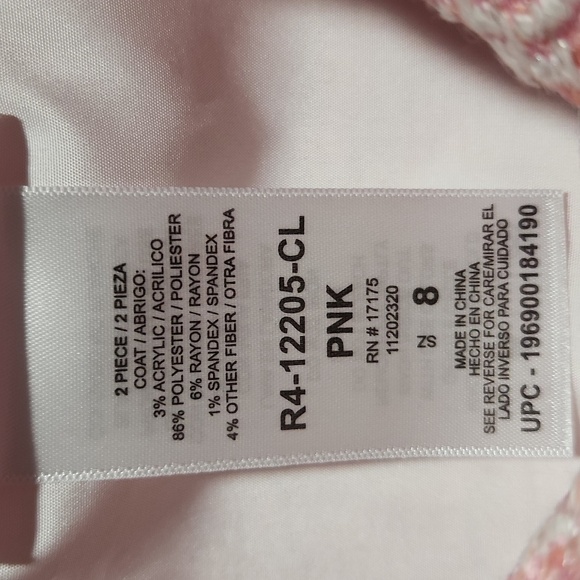 2 PIECE / 2 PIEZA
COAT / ABRIGO:
3% ACRYLIC / ACRILICO
86% POLYESTER / POLIESTER
6% RAYON / RAYON
1% SPANDEX / SPANDEX
4% OTHER FIBER / OTRA FIBRA
R4-12205-CL
PNK
RN # 17175
11202320
8
ZS
MADE IN CHINA
HECHO EN CHINA
SEE REVERSE FOR CARE/MIRAR EL
LADO INVERSO PARA CUIDADO
UPC - 196900184190